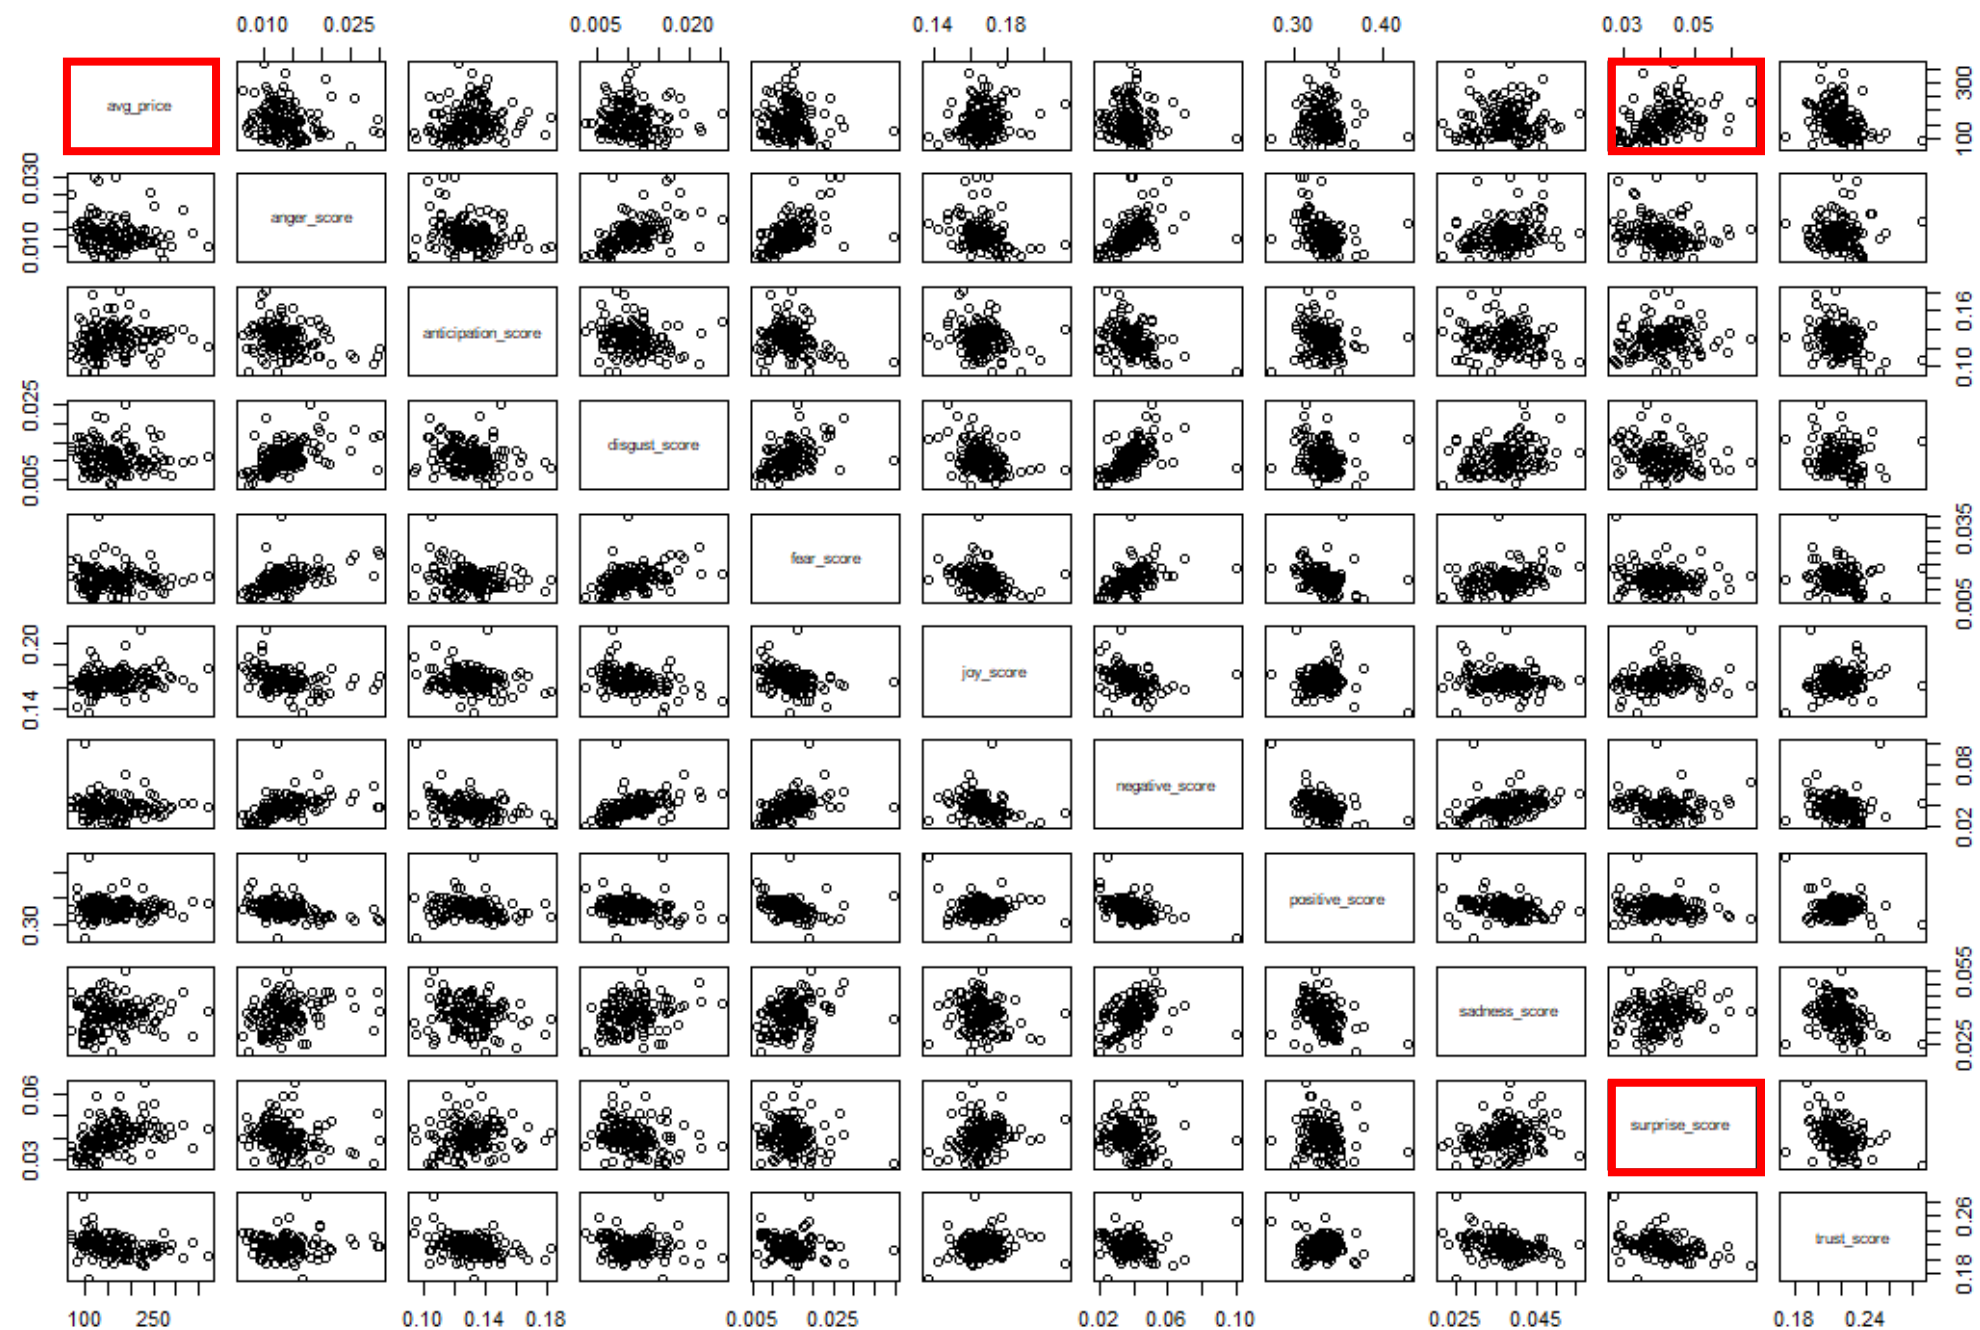 0.010 0.025 0.005 0.020 0.14 0.18 0.30 0.40 0.03 0.05
avg_price 100 300
0.010 0.030 anger_score
anticipation_score 0.10 0.16
0.005 0.025 disgust_score
fear_score 0.005 0.035
0.14 0.20 joy_score
negative_score 0.02 0.08
0.30 positive_score
sadness_score 0.025 0.055
0.03 0.06 surprise_score
trust_score 0.18 0.26
100 250 0.10 0.14 0.18 0.005 0.025 0.02 0.06 0.10 0.025 0.045 0.18 0.24